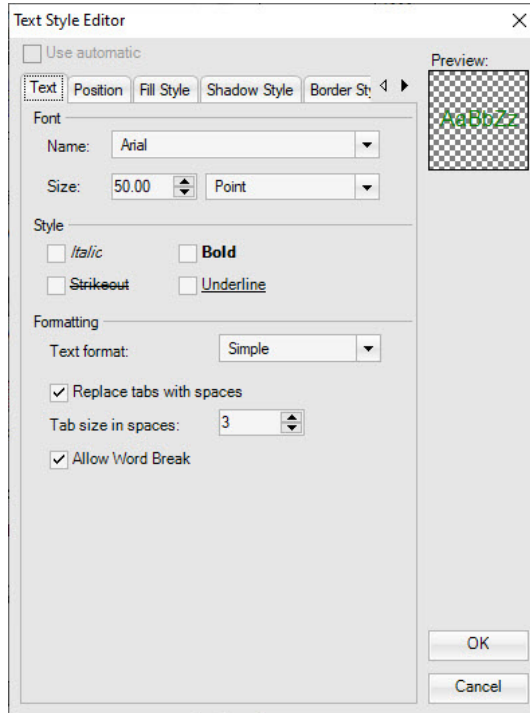 Text Style Editor
Use automatic
Preview:
Text Position Fill Style Shadow Style Border Sty
AaBbZz
Font
Name: Arial
Size: 50.00 Point
Style
Italic Bold
Strikeout Underline
Formatting
Text format: Simple
Replace tabs with spaces
Tab size in spaces: 3
Allow Word Break
OK
Cancel